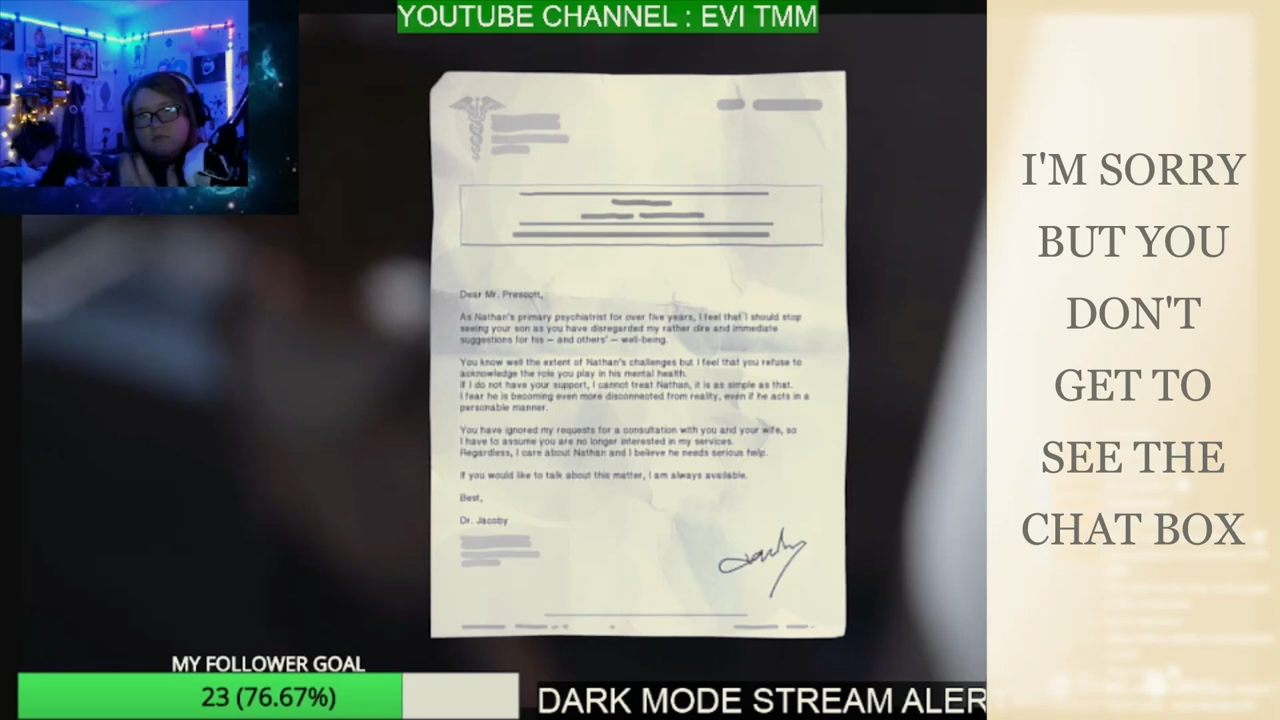 YOUTUBE CHANNEL : EVI TMM
Dear Mr. Prescott,
As Nathan's primary psychiatrist for over five years, I feel that I should stop
seeing your son as you have disregarded my rather dire and immediate
suggestions for his — and others' — well-being.
You know well the extent of Nathan's challenges but I feel that you refuse to
acknowledge the role you play in his mental health.
If I do not have your support, I cannot treat Nathan, it is as simple as that.
I fear he is becoming even more disconnected from reality, even if he acts in a
personable manner.
You have ignored my requests for a consultation with you and your wife, so
I have to assume you are no longer interested in my services.
Regardless, I care about Nathan and I believe he needs serious help.
If you would like to talk about this matter, I am always available.
Best,
Dr. Jacoby
MY FOLLOWER GOAL
23 (76.67%)
DARK MODE STREAM ALER
I'M SORRY
BUT YOU
DON'T
GET TO
SEE THE
CHAT BOX